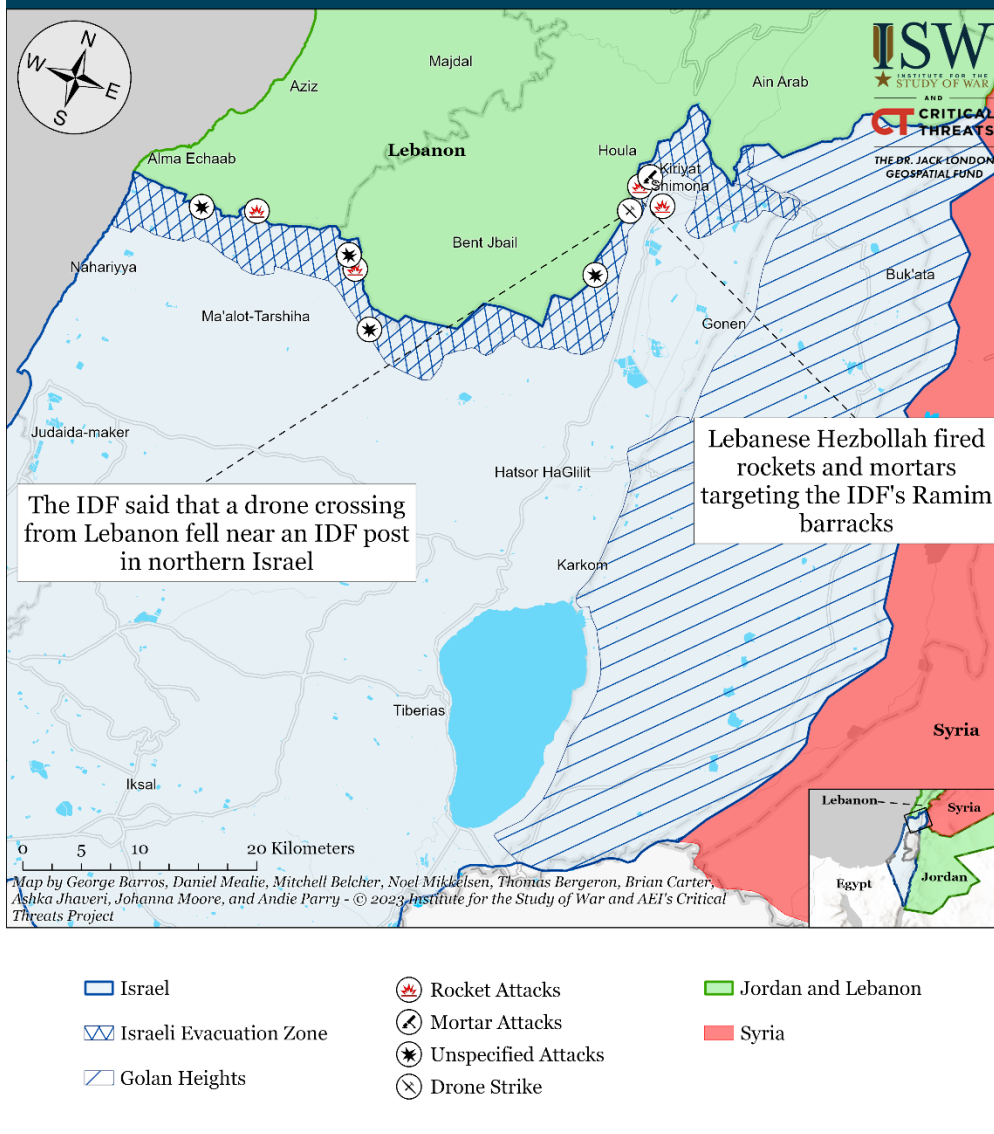 N
W
E
S
ISW
INSTITUTE FOR THE
STUDY OF WAR
AND
CT CRITICAL
THREATS
THE DR. JACK LONDON
GEOSPATIAL FUND
Majdal
Aziz
Ain Arab
Alma Echaab
Lebanon
Houla
Kiriyat
Shimona
Bent Jbail
Nahariyya
Buk'ata
Ma'alot-Tarshiha
Gonen
Judaida-maker
Hatsor HaGlilit
Lebanese Hezbollah fired
rockets and mortars
targeting the IDF's Ramim
barracks
The IDF said that a drone crossing
from Lebanon fell near an IDF post
in northern Israel
Karkom
Tiberias
Syria
Iksal
0 5 10 20 Kilometers
Map by George Barros, Daniel Mealie, Mitchell Belcher, Noel Mikkelsen, Thomas Bergeron, Brian Carter,
Ashka Jhaveri, Johanna Moore, and Andie Parry - © 2023 Institute for the Study of War and AEI's Critical
Threats Project
Lebanon
Syria
Egypt
Jordan
Israel
Israeli Evacuation Zone
Golan Heights
Rocket Attacks
Mortar Attacks
Unspecified Attacks
Drone Strike
Jordan and Lebanon
Syria